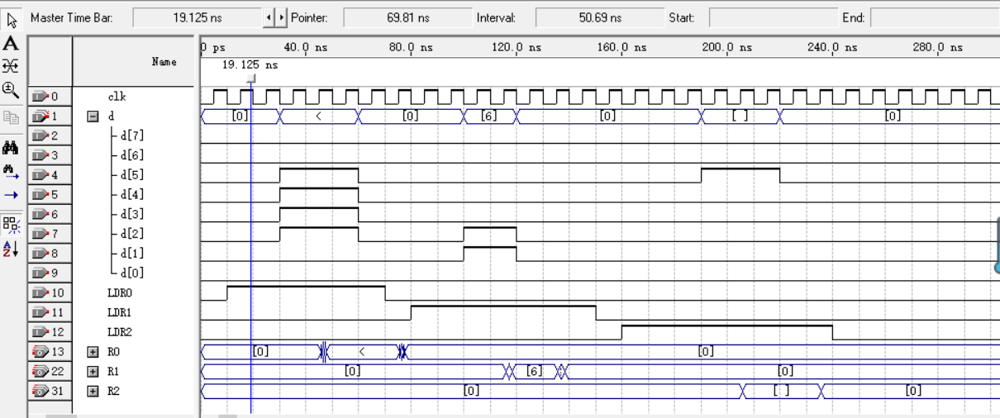 Master Time Bar: 19.125 ns Pointer: 69.81 ns Interval: 50.69 ns Start: End:
Name
0 ps 40.0 ns 80.0 ns 120.0 ns 160.0 ns 200.0 ns 240.0 ns 280.0 ns
19.125 ns
0 clk
1 d [0] < [0] [6] [0] [ ] [0]
2 d[7]
3 d[6]
4 d[5]
5 d[4]
6 d[3]
7 d[2]
8 d[1]
9 d[0]
10 LDR0
11 LDR1
12 LDR2
13 R0 [0] < [0]
22 R1 [0] [6] [0]
31 R2 [0] [ ] [0]